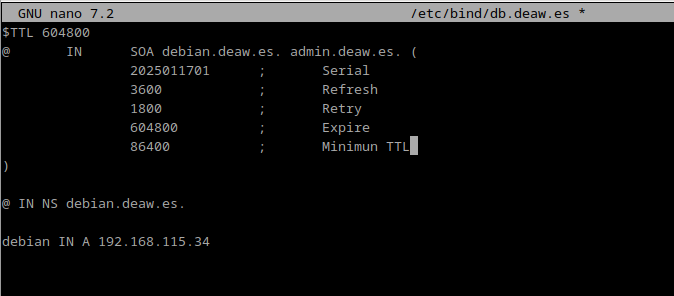 GNU nano 7.2 /etc/bind/db.deaw.es *
$TTL 604800
@ IN SOA debian.deaw.es. admin.deaw.es. (
2025011701 ; Serial
3600 ; Refresh
1800 ; Retry
604800 ; Expire
86400 ; Minimun TTL
)
@ IN NS debian.deaw.es.
debian IN A 192.168.115.34